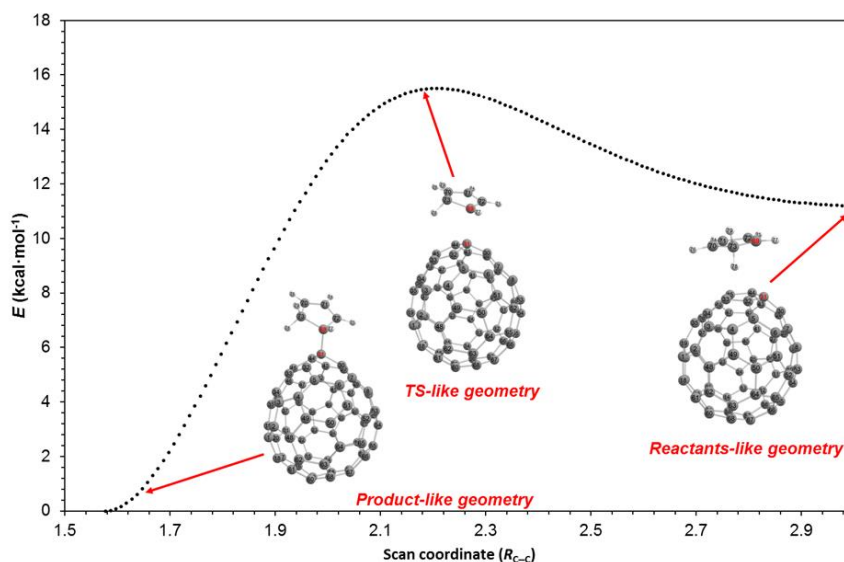 18
16
14
12
10
8
6
4
2
0
E (kcal·mol⁻¹)
TS-like geometry
Reactants-like geometry
Product-like geometry
1.5 1.7 1.9 2.1 2.3 2.5 2.7 2.9
Scan coordinate (R_C–C)